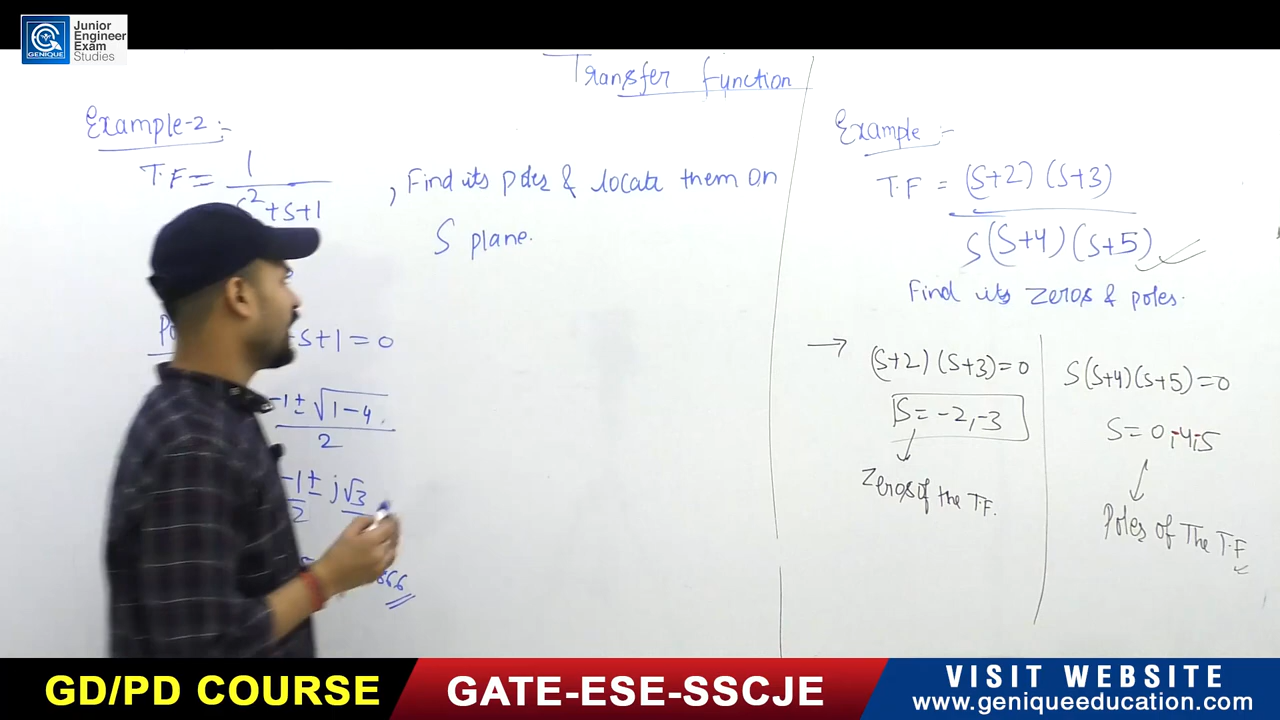 GENIQUE
Junior
Engineer
Exam
Studies
Transfer function
Example-2 :-
T.F = 1
s²+s+1
, Find its poles & locate them on
S plane.
+s+1 = 0
-1 ± √1-4
2
-1 ± j√3
2
Example :-
T.F = (s+2) (s+3)
s(s+4) (s+5)
Find its zeros & poles.
→ (s+2) (s+3)=0
s= -2,-3
zeros of the T.F.
s(s+4)(s+5)=0
s= 0,-4,-5
Poles of The T.F
GD/PD COURSE
GATE-ESE-SSCJE
VISIT WEBSITE
www.geniqueeducation.com